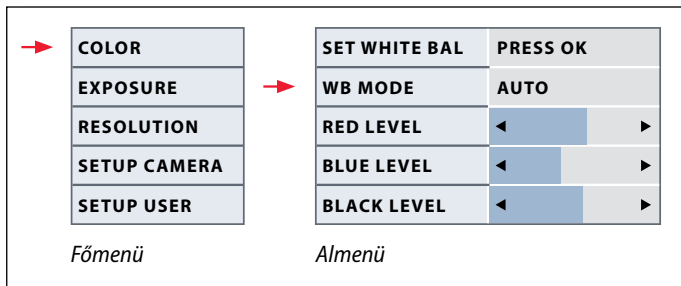 COLOR
EXPOSURE
RESOLUTION
SETUP CAMERA
SETUP USER
Főmenü
SET WHITE BAL PRESS OK
WB MODE AUTO
RED LEVEL
BLUE LEVEL
BLACK LEVEL
Almenü